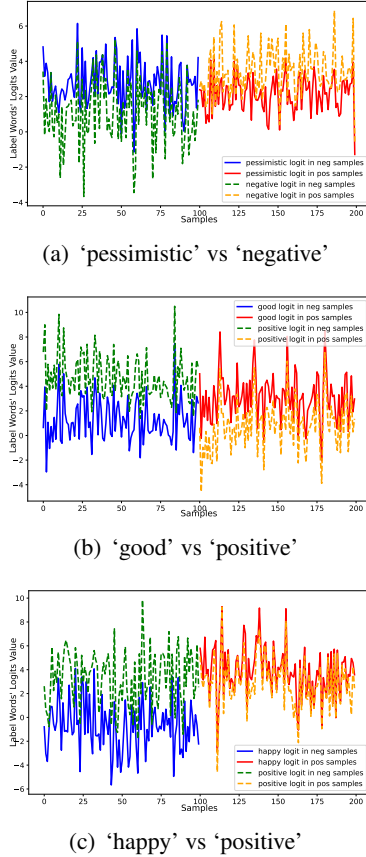 Label Words' Logits Value
6
4
2
0
−2
−4
pessimistic logit in neg samples
pessimistic logit in pos samples
negative logit in neg samples
negative logit in pos samples
0 25 50 75 100 125 150 175 200
Samples
(a) ‘pessimistic’ vs ‘negative’
Label Words' Logits Value
10
8
6
4
2
0
−2
−4
good logit in neg samples
good logit in pos samples
positive logit in neg samples
positive logit in pos samples
0 25 50 75 100 125 150 175 200
Samples
(b) ‘good’ vs ‘positive’
Label Words' Logits Value
10
8
6
4
2
0
−2
−4
−6
happy logit in neg samples
happy logit in pos samples
positive logit in neg samples
positive logit in pos samples
0 25 50 75 100 125 150 175 200
Samples
(c) ‘happy’ vs ‘positive’